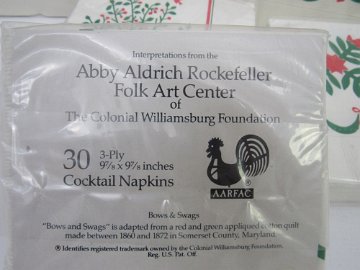 Interpretations from the
Abby Aldrich Rockefeller
Folk Art Center
of
The Colonial Williamsburg Foundation
30 3-Ply
9⅞ x 9⅞ inches
Cocktail Napkins
AARFAC
Bows & Swags
"Bows and Swags" is adapted from a red and green appliqued cotton quilt
made between 1860 and 1872 in Somerset County, Maryland.
® Identifies registered trademark owned by the Colonial Williamsburg Foundation,
Reg. U.S. Pat. Off.